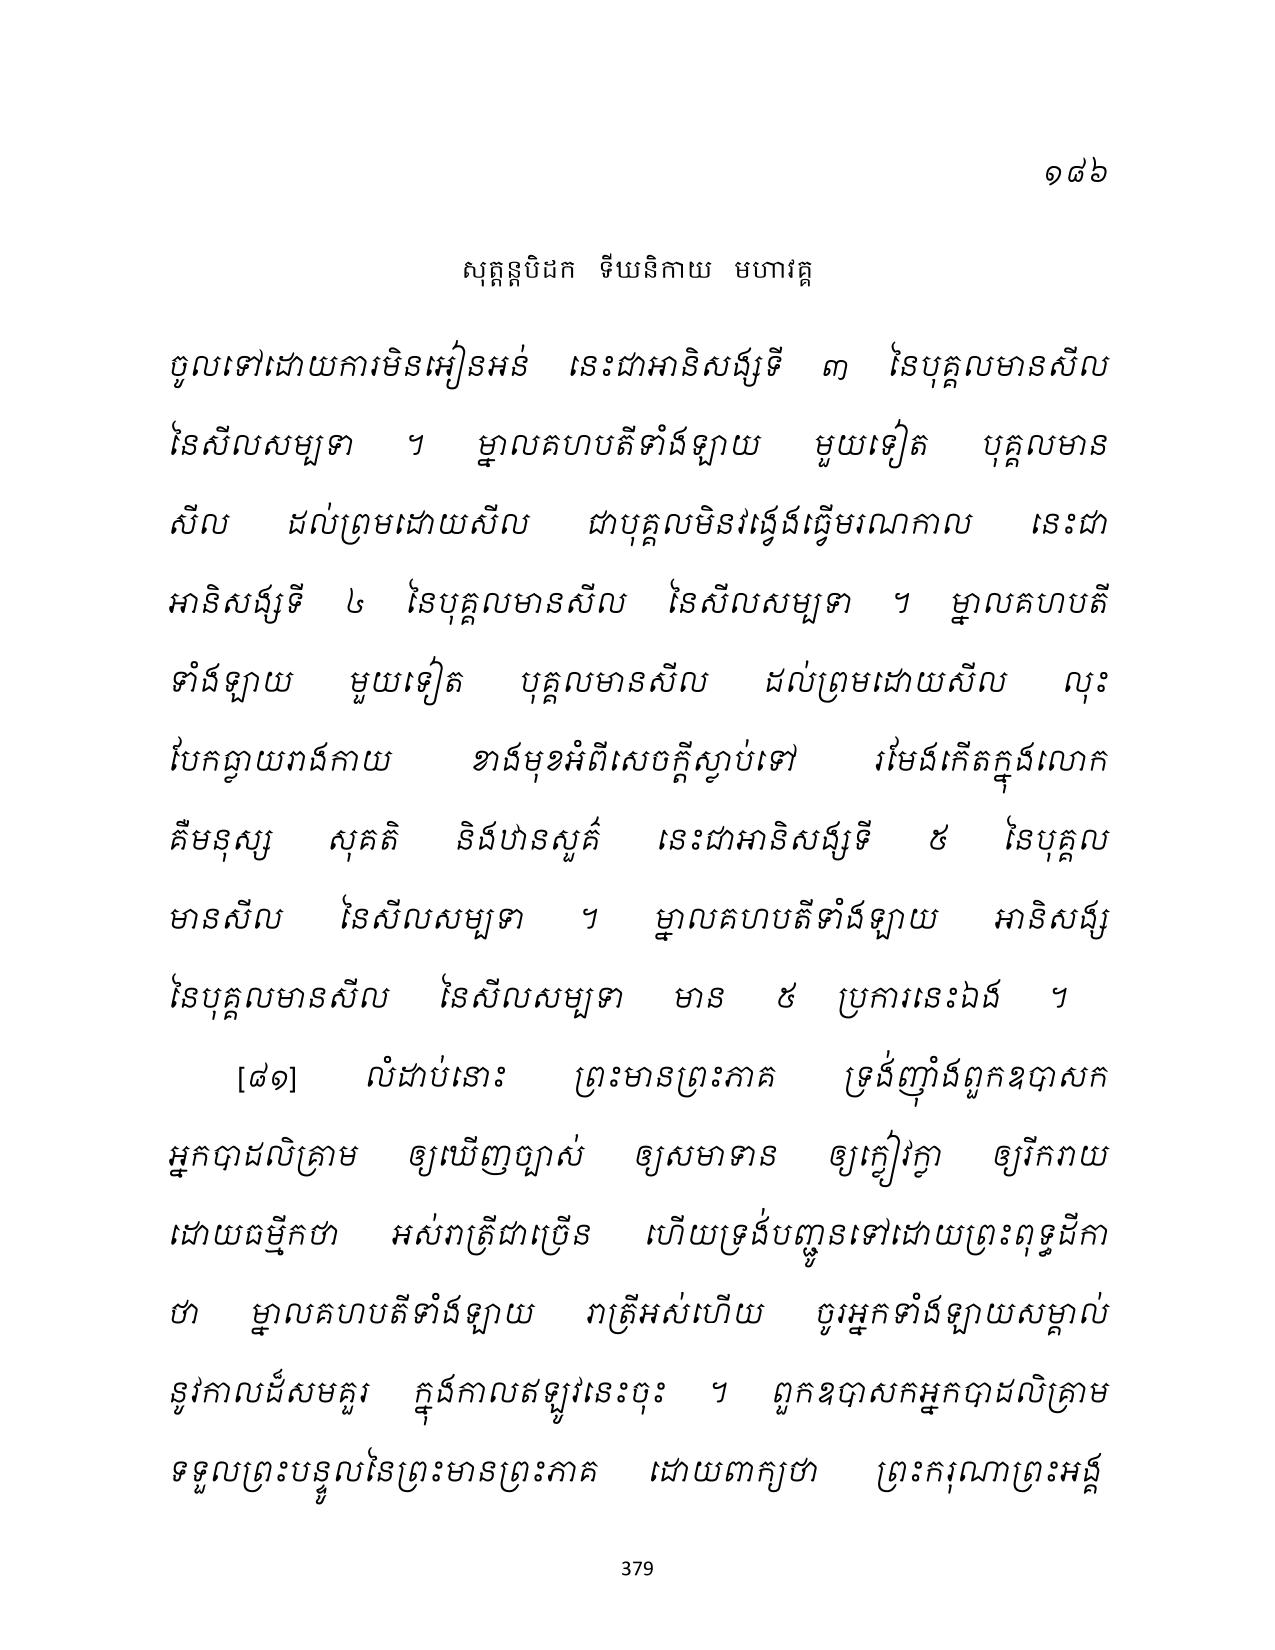 ១៨៦
សុត្តន្តបិដក ទីឃនិកាយ មហាវគ្គ
ចូលទៅដោយការមិនអៀនអន់ នេះជាអានិសង្សទី ៣ នៃបុគ្គលមានសីល
នៃសីលសម្បទា ។ ម្នាលគហបតីទាំងឡាយ មួយទៀត បុគ្គលមាន
សីល ដល់ព្រមដោយសីល ជាបុគ្គលមិនវង្វេងធ្វើមរណកាល នេះជា
អានិសង្សទី ៤ នៃបុគ្គលមានសីល នៃសីលសម្បទា ។ ម្នាលគហបតី
ទាំងឡាយ មួយទៀត បុគ្គលមានសីល ដល់ព្រមដោយសីល លុះ
បែកធ្លាយរាងកាយ ខាងមុខអំពីសេចក្តីស្លាប់ទៅ រមែងកើតក្នុងលោក
គឺមនុស្ស សុគតិ និងឋានសួគ៌ នេះជាអានិសង្សទី ៥ នៃបុគ្គល
មានសីល នៃសីលសម្បទា ។ ម្នាលគហបតីទាំងឡាយ អានិសង្ស
នៃបុគ្គលមានសីល នៃសីលសម្បទា មាន ៥ ប្រការនេះឯង ។
[៨១] លំដាប់នោះ ព្រះមានព្រះភាគ ទ្រង់ញ៉ាំងពួកឧបាសក
អ្នកបាដលិគ្រាម ឲ្យឃើញច្បាស់ ឲ្យសមាទាន ឲ្យក្លៀវក្លា ឲ្យរីករាយ
ដោយធម្មីកថា អស់រាត្រីជាច្រើន ហើយទ្រង់បញ្ជូនទៅដោយព្រះពុទ្ធដីកា
ថា ម្នាលគហបតីទាំងឡាយ រាត្រីអស់ហើយ ចូរអ្នកទាំងឡាយសម្គាល់
នូវកាលដ៏សមគួរ ក្នុងកាលឥឡូវនេះចុះ ។ ពួកឧបាសកអ្នកបាដលិគ្រាម
ទទួលព្រះបន្ទូលនៃព្រះមានព្រះភាគ ដោយពាក្យថា ព្រះករុណាព្រះអង្គ
379